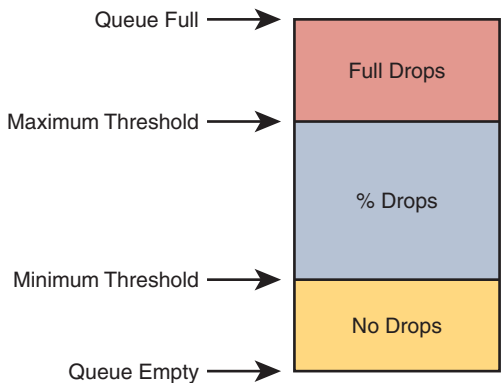 Queue Full
Full Drops
Maximum Threshold
% Drops
Minimum Threshold
No Drops
Queue Empty